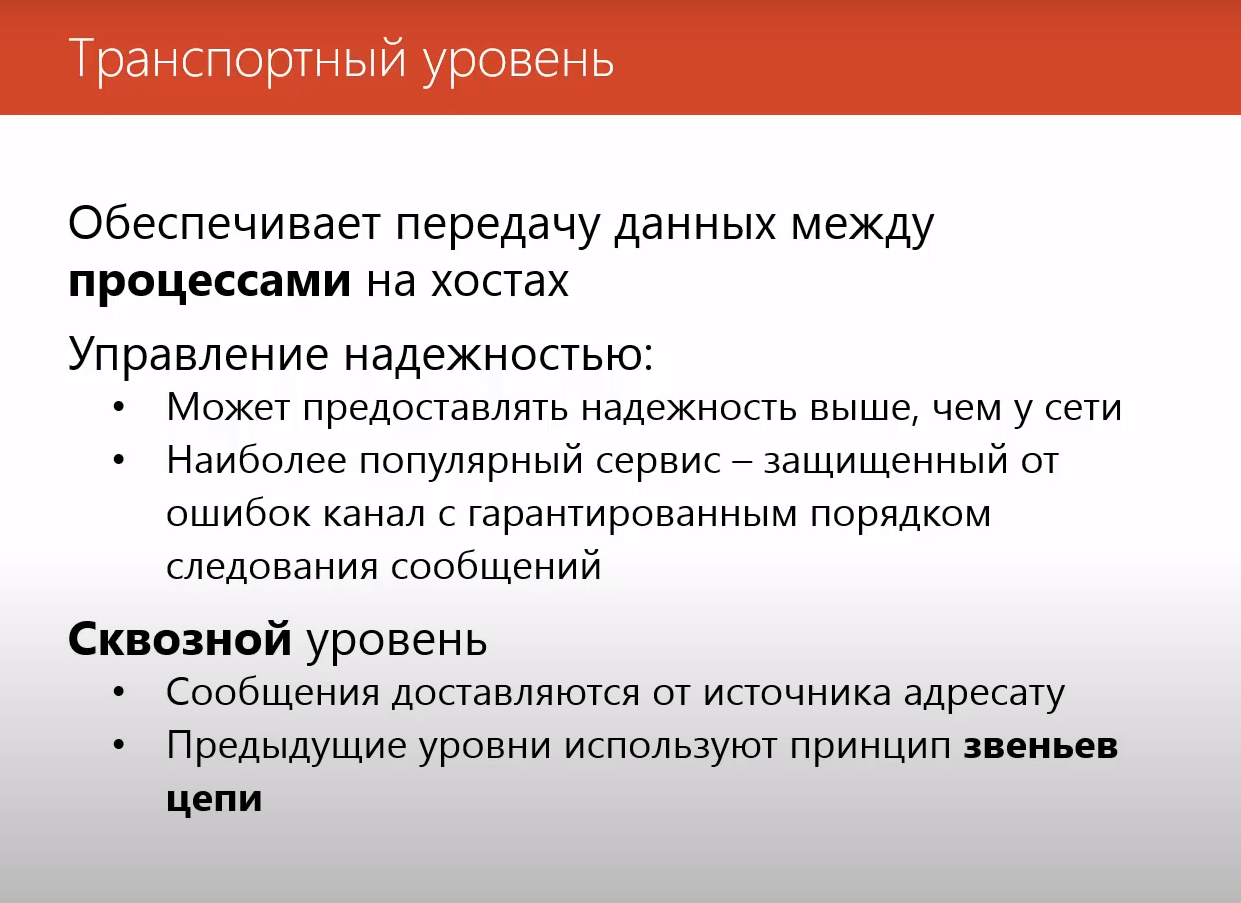 Транспортный уровень
Обеспечивает передачу данных между
процессами на хостах
Управление надежностью:
• Может предоставлять надежность выше, чем у сети
• Наиболее популярный сервис – защищенный от
ошибок канал с гарантированным порядком
следования сообщений
Сквозной уровень
• Сообщения доставляются от источника адресату
• Предыдущие уровни используют принцип звеньев
цепи